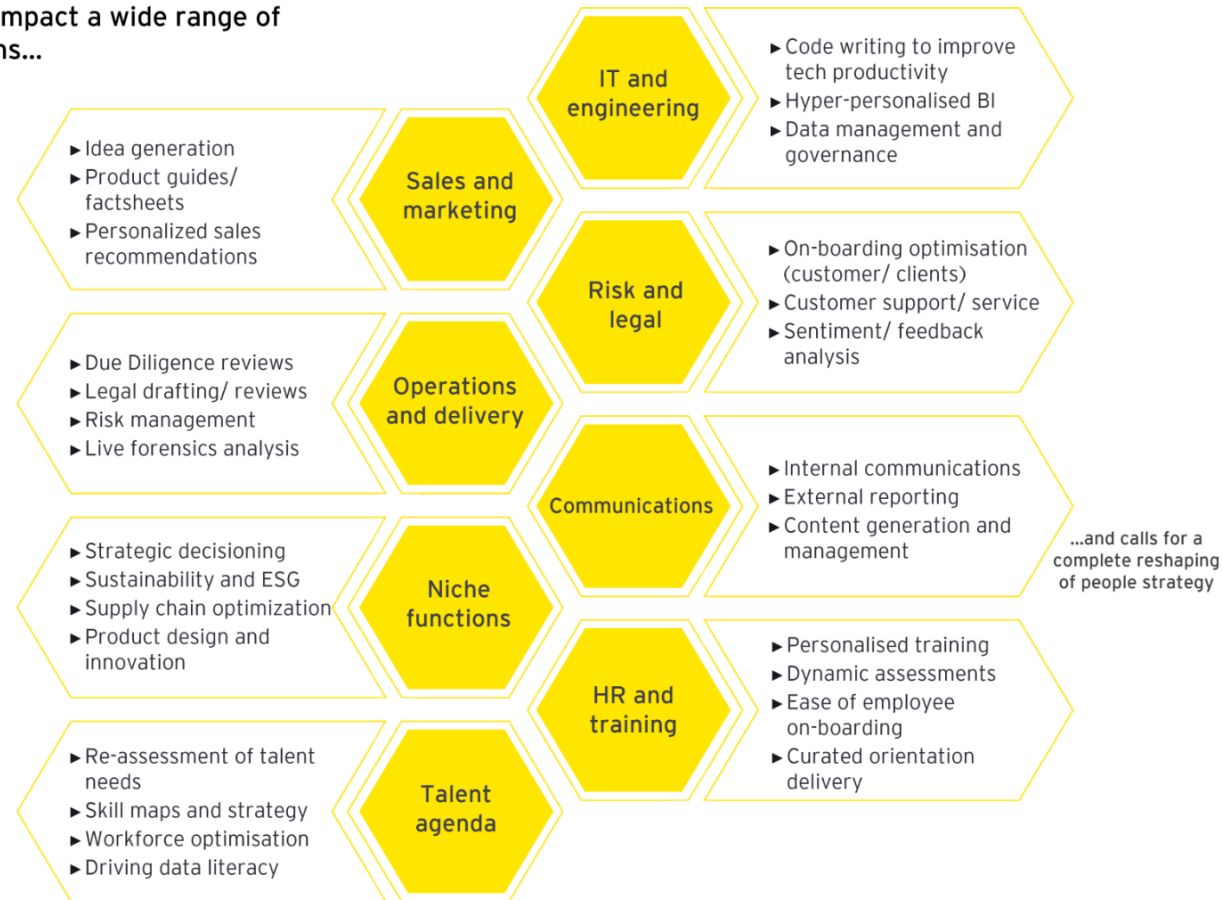 mpact a wide range of
ns...
IT and
engineering
▸ Code writing to improve
tech productivity
▸ Hyper-personalised BI
▸ Data management and
governance
▸ Idea generation
▸ Product guides/
factsheets
▸ Personalized sales
recommendations
Sales and
marketing
Risk and
legal
▸ On-boarding optimisation
(customer/ clients)
▸ Customer support/ service
▸ Sentiment/ feedback
analysis
▸ Due Diligence reviews
▸ Legal drafting/ reviews
▸ Risk management
▸ Live forensics analysis
Operations
and delivery
Communications
▸ Internal communications
▸ External reporting
▸ Content generation and
management
...and calls for a
complete reshaping
of people strategy
▸ Strategic decisioning
▸ Sustainability and ESG
▸ Supply chain optimization
▸ Product design and
innovation
Niche
functions
HR and
training
▸ Personalised training
▸ Dynamic assessments
▸ Ease of employee
on-boarding
▸ Curated orientation
delivery
▸ Re-assessment of talent
needs
▸ Skill maps and strategy
▸ Workforce optimisation
▸ Driving data literacy
Talent
agenda